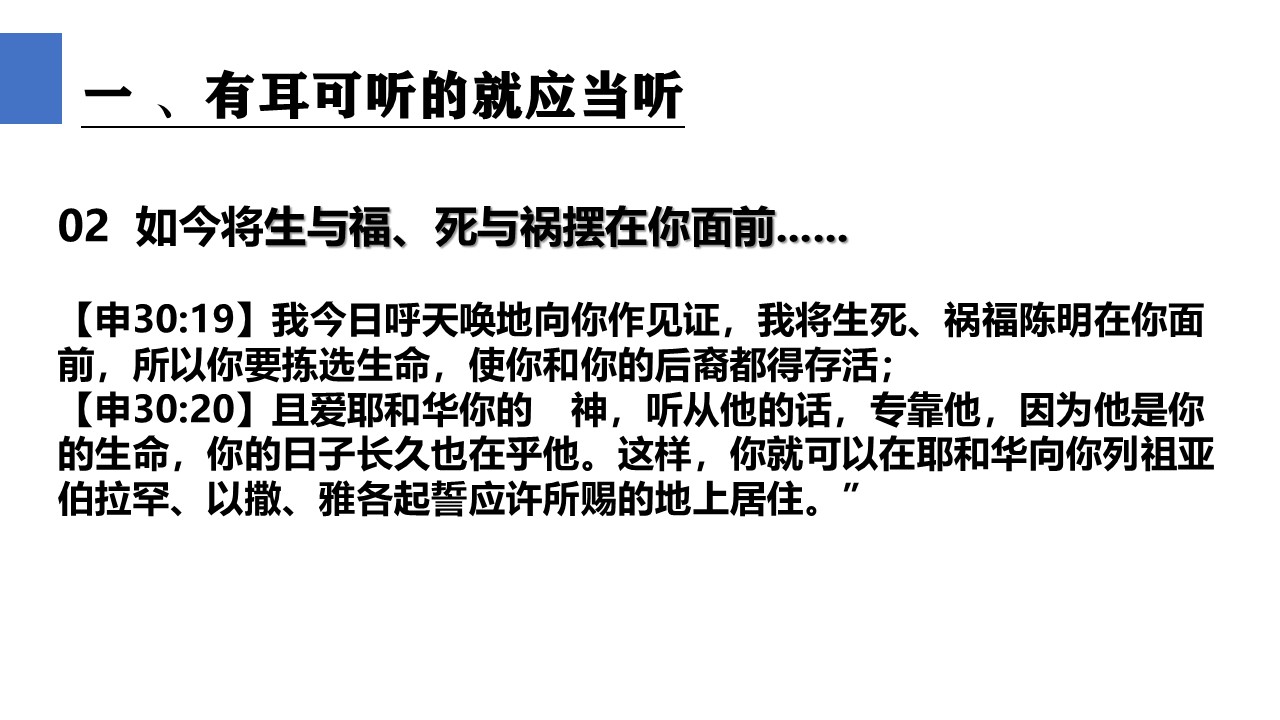 一 、有耳可听的就应当听
02 如今将生与福、死与祸摆在你面前……
【申30:19】我今日呼天唤地向你作见证，我将生死、祸福陈明在你面
前，所以你要拣选生命，使你和你的后裔都得存活；
【申30:20】且爱耶和华你的　神，听从他的话，专靠他，因为他是你
的生命，你的日子长久也在乎他。这样，你就可以在耶和华向你列祖亚
伯拉罕、以撒、雅各起誓应许所赐的地上居住。”